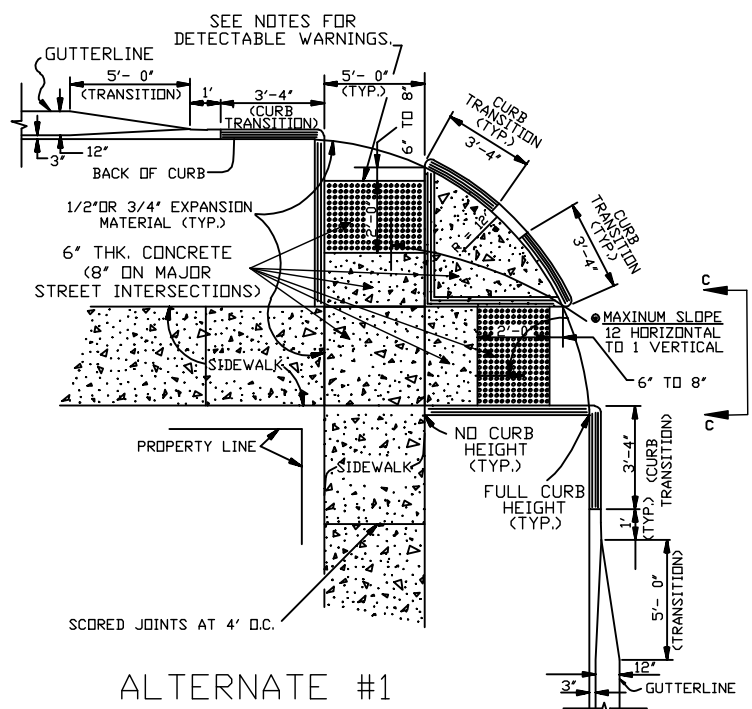 SEE NOTES FOR
DETECTABLE WARNINGS.
GUTTERLINE
5'- 0"
(TRANSITION)
1'
3'-4"
(CURB
TRANSITION)
5'- 0"
(TYP.)
6" TO 8"
CURB
TRANSITION
(TYP.)
3'-4"
3"
12"
BACK OF CURB
1/2"OR 3/4" EXPANSION
MATERIAL (TYP.)
2'-0"
CURB
TRANSITION
(TYP.)
3'-4"
6" THK. CONCRETE
(8" ON MAJOR
STREET INTERSECTIONS)
C
MAXINUM SLOPE
12 HORIZONTAL
TO 1 VERTICAL
2'-0"
SIDEWALK
6" TO 8"
C
PROPERTY LINE
NO CURB
HEIGHT
(TYP.)
SIDEWALK
FULL CURB
HEIGHT
(TYP.)
3'-4"
(CURB
TRANSITION)
1'
(TYP.)
SCORED JOINTS AT 4' O.C.
5'- 0"
(TRANSITION)
12"
3"
GUTTERLINE
ALTERNATE #1